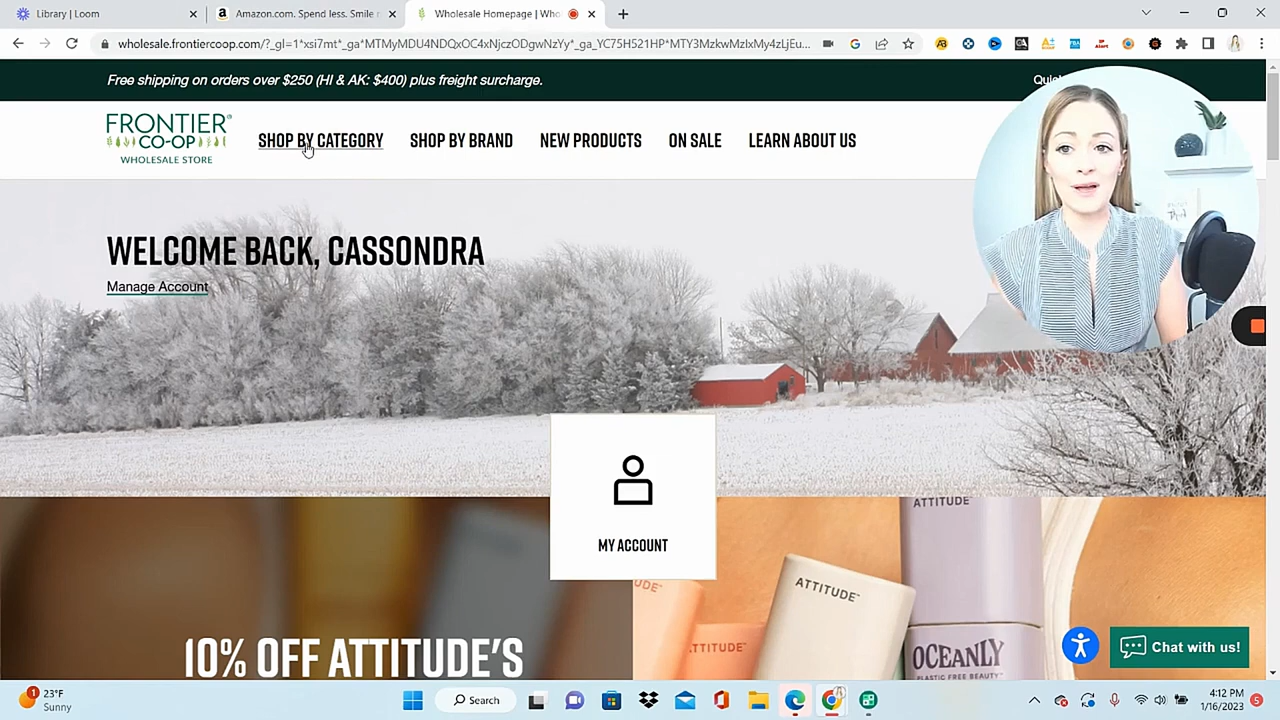 Library | Loom
Amazon.com. Spend less. Smile
Wholesale Homepage | Who
wholesale.frontiercoop.com/?_gl=1*xsi7mt*_ga*MTMyMDU4NDQzOC4xNjczODgwNzYy*_ga_YC75H521HP*MTY3MzkwMzIxMy4zLjEu...
Free shipping on orders over $250 (HI & AK: $400) plus freight surcharge.
FRONTIER®
CO-OP
WHOLESALE STORE
SHOP BY CATEGORY
SHOP BY BRAND
NEW PRODUCTS
ON SALE
LEARN ABOUT US
WELCOME BACK, CASSONDRA
Manage Account
MY ACCOUNT
10% OFF ATTITUDE'S
ATTITUDE
ATTITUDE
OCEANLY
PLASTIC FREE BEAUTY
Chat with us!
1
23°F
Sunny
Search
4:12 PM
1/16/2023
5